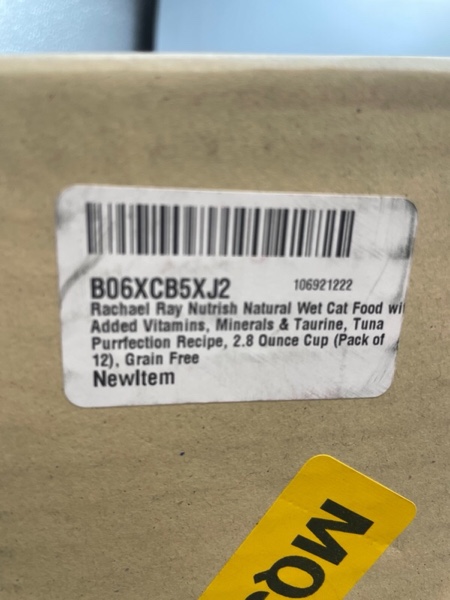 B06XCB5XJ2 106921222
Rachael Ray Nutrish Natural Wet Cat Food wi
Added Vitamins, Minerals & Taurine, Tuna
Purrfection Recipe, 2.8 Ounce Cup (Pack of
12), Grain Free
NewItem